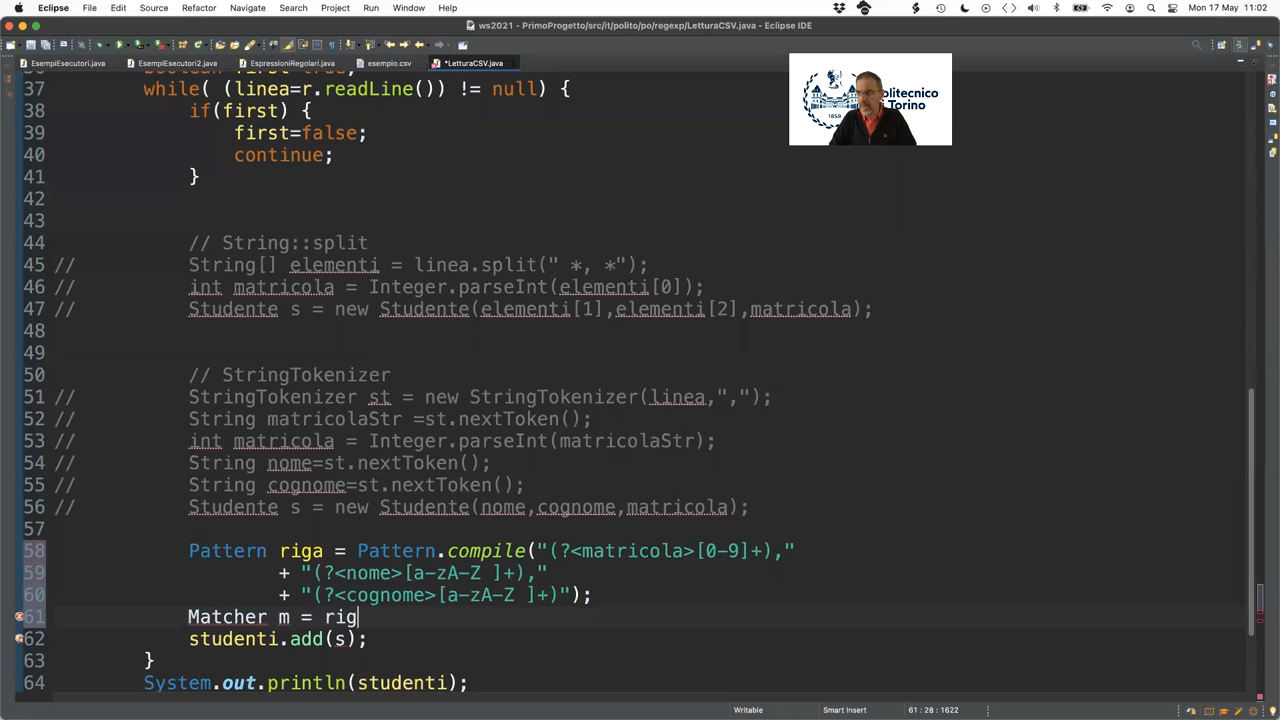 Eclipse File Edit Source Refactor Navigate Search Project Run Window Help Mon 17 May 11:02
ws2021 - PrimoProgetto/src/it/polito/po/regexp/LetturaCSV.java - Eclipse IDE
EsempiEsecutori.java EsempiEsecutori2.java EspressioniRegolari.java esempio.csv *LetturaCSV.java
37 while( (linea=r.readLine()) != null) {
38 if(first) {
39 first=false;
40 continue;
41 }
42
43
44 // String::split
45 // String[] elementi = linea.split(" *, *");
46 // int matricola = Integer.parseInt(elementi[0]);
47 // Studente s = new Studente(elementi[1],elementi[2],matricola);
48
49
50 // StringTokenizer
51 // StringTokenizer st = new StringTokenizer(linea,",");
52 // String matricolaStr =st.nextToken();
53 // int matricola = Integer.parseInt(matricolaStr);
54 // String nome=st.nextToken();
55 // String cognome=st.nextToken();
56 // Studente s = new Studente(nome,cognome,matricola);
57
58 Pattern riga = Pattern.compile("(?<matricola>[0-9]+),"
59 + "(?<nome>[a-zA-Z ]+),"
60 + "(?<cognome>[a-zA-Z ]+)");
61 Matcher m = rig
62 studenti.add(s);
63 }
64 System.out.println(studenti);
Politecnico
di Torino
1859
Writable Smart Insert 61 : 28 : 1622